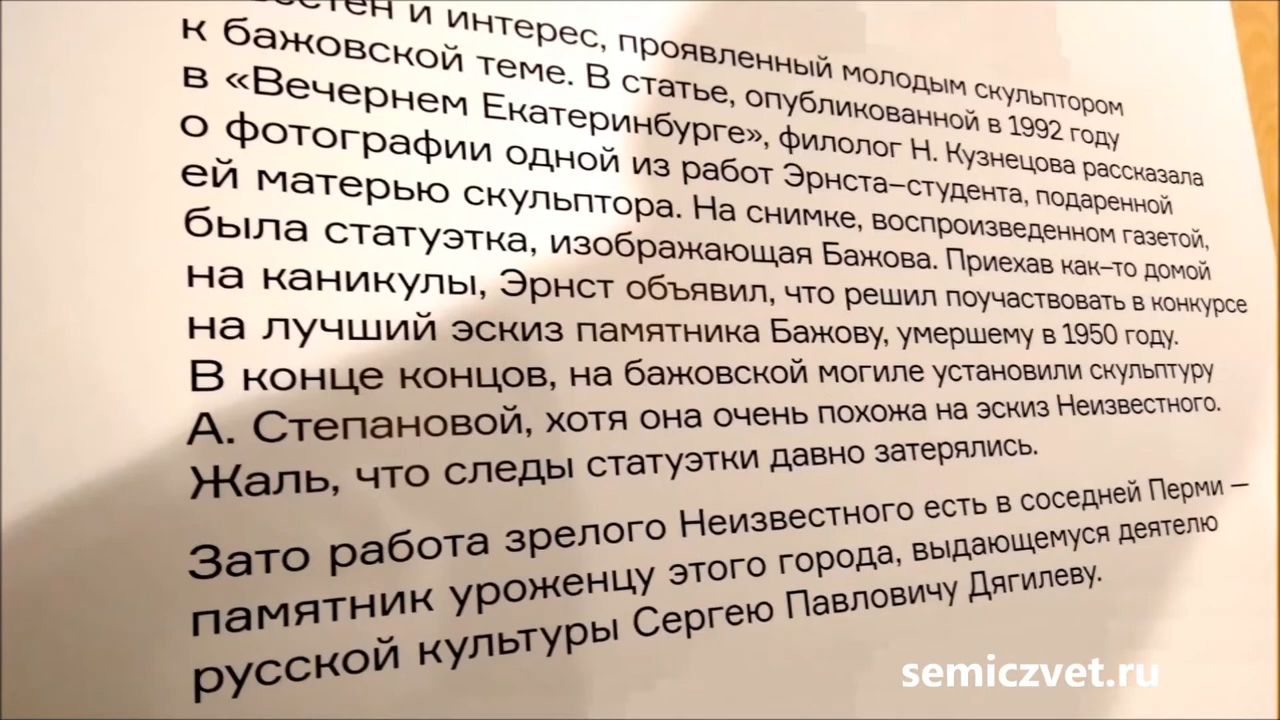 и интерес, проявленный молодым скульптором
к бажовской теме. В статье, опубликованной в 1992 году
в «Вечернем Екатеринбурге», филолог Н. Кузнецова рассказала
о фотографии одной из работ Эрнста–студента, подаренной
ей матерью скульптора. На снимке, воспроизведенном газетой,
была статуэтка, изображающая Бажова. Приехав как–то домой
на каникулы, Эрнст объявил, что решил поучаствовать в конкурсе
на лучший эскиз памятника Бажову, умершему в 1950 году.
В конце концов, на бажовской могиле установили скульптуру
А. Степановой, хотя она очень похожа на эскиз Неизвестного.
Жаль, что следы статуэтки давно затерялись.
Зато работа зрелого Неизвестного есть в соседней Перми —
памятник уроженцу этого города, выдающемуся деятелю
русской культуры Сергею Павловичу Дягилеву.
semiczvet.ru